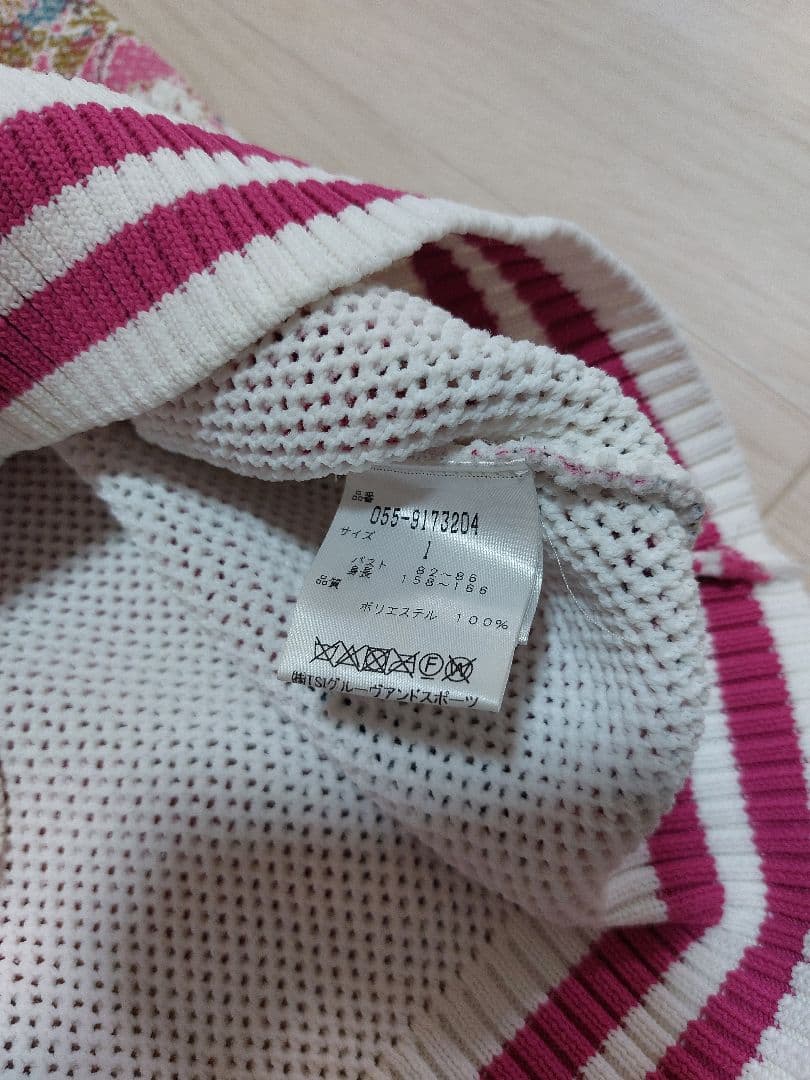 品番
055-9173204
サイズ
1
バスト 82~86
身長 158~166
品質
ポリエステル 100%
F W
㈱TSIグルーヴアンドスポーツ